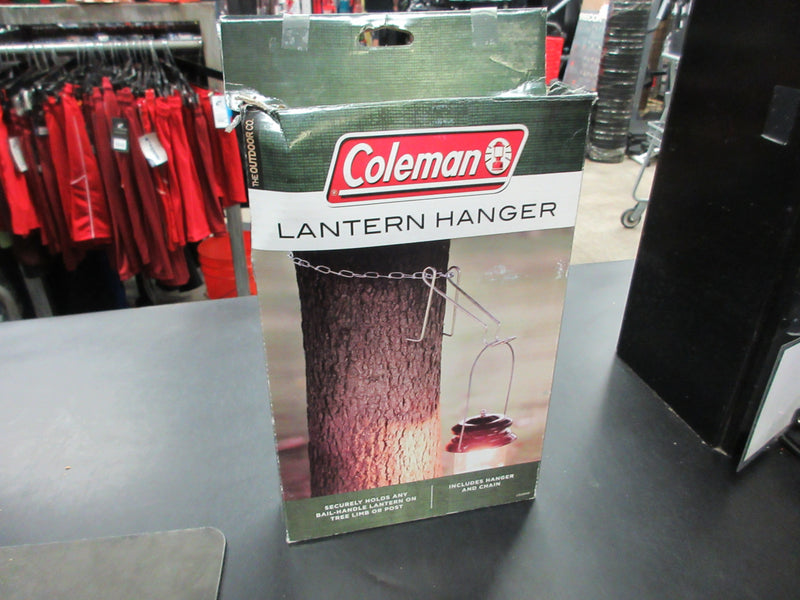 THE OUTDOOR CO.
Coleman
LANTERN HANGER
SECURELY HOLDS ANY
BAIL-HANDLE LANTERN ON
TREE LIMB OR POST
INCLUDES HANGER
AND CHAIN